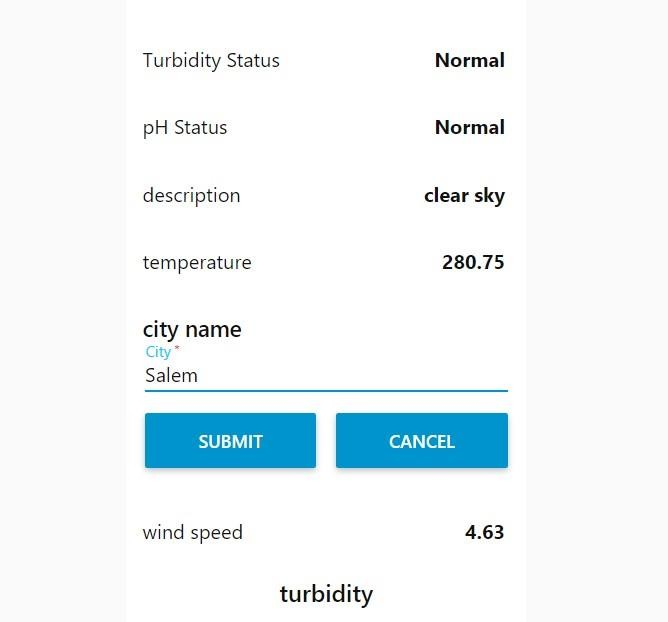 Turbidity Status Normal
pH Status Normal
description clear sky
temperature 280.75
city name
City *
Salem
SUBMIT CANCEL
wind speed 4.63
turbidity